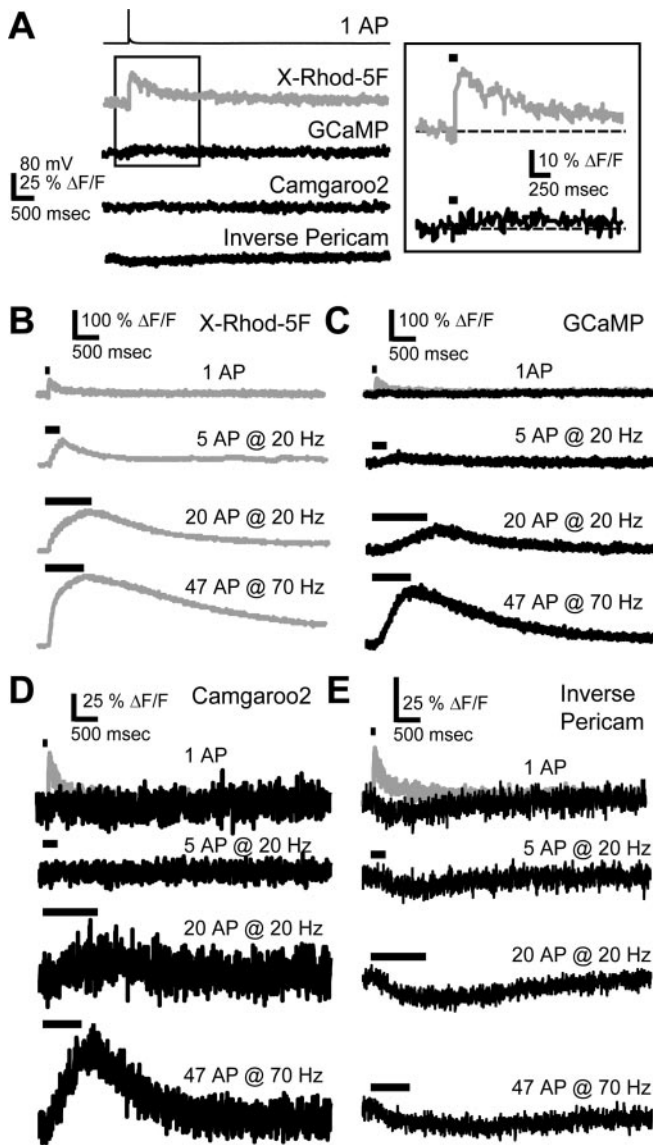 A
1 AP
X-Rhod-5F
GCaMP
80 mV
25 % ΔF/F
500 msec
Camgaroo2
Inverse Pericam
10 % ΔF/F
250 msec
B
100 % ΔF/F
500 msec
X-Rhod-5F
1 AP
5 AP @ 20 Hz
20 AP @ 20 Hz
47 AP @ 70 Hz
C
100 % ΔF/F
500 msec
GCaMP
1AP
5 AP @ 20 Hz
20 AP @ 20 Hz
47 AP @ 70 Hz
D
25 % ΔF/F
500 msec
Camgaroo2
1 AP
5 AP @ 20 Hz
20 AP @ 20 Hz
47 AP @ 70 Hz
E
25 % ΔF/F
500 msec
Inverse
Pericam
1 AP
5 AP @ 20 Hz
20 AP @ 20 Hz
47 AP @ 70 Hz